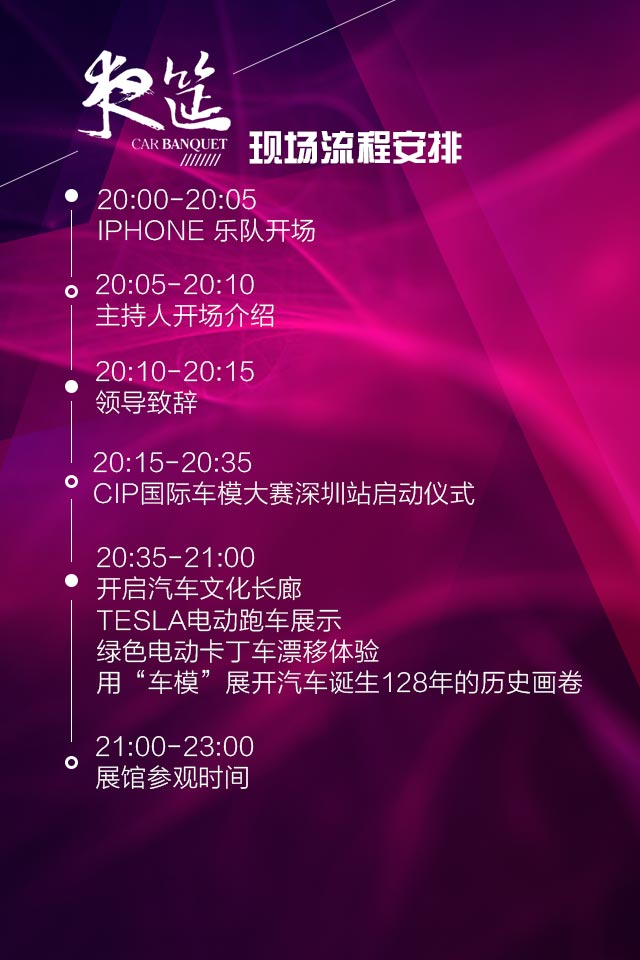 夜筵
CAR BANQUET
现场流程安排
20:00-20:05
IPHONE 乐队开场
20:05-20:10
主持人开场介绍
20:10-20:15
领导致辞
20:15-20:35
CIP国际车模大赛深圳站启动仪式
20:35-21:00
开启汽车文化长廊
TESLA电动跑车展示
绿色电动卡丁车漂移体验
用“车模”展开汽车诞生128年的历史画卷
21:00-23:00
展馆参观时间